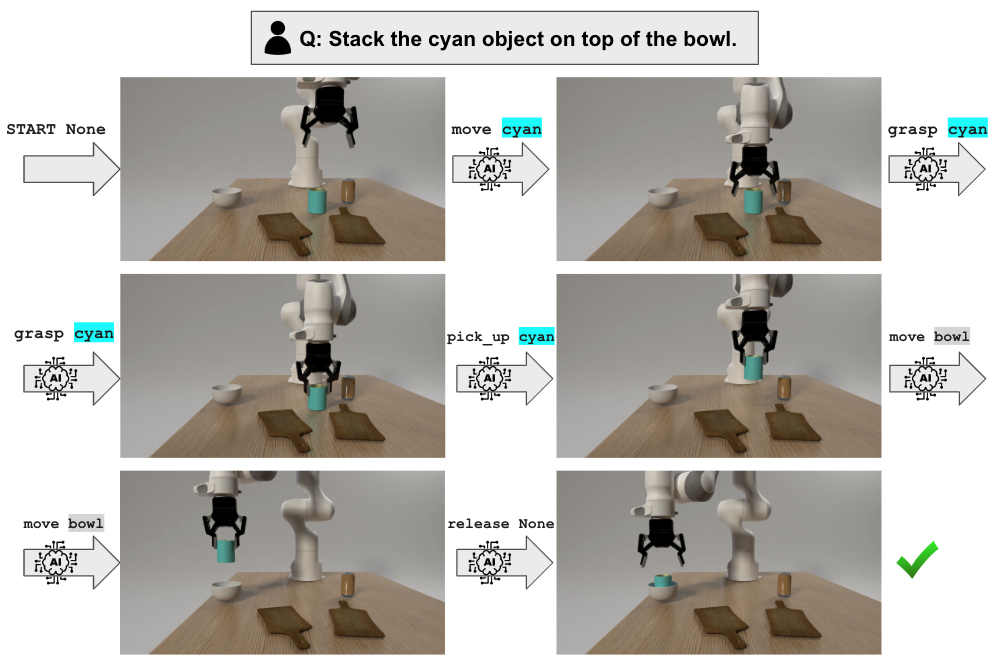 Q: Stack the cyan object on top of the bowl.
START None
move cyan
AI
grasp cyan
AI
grasp cyan
AI
pick_up cyan
AI
move bowl
AI
move bowl
AI
release None
AI